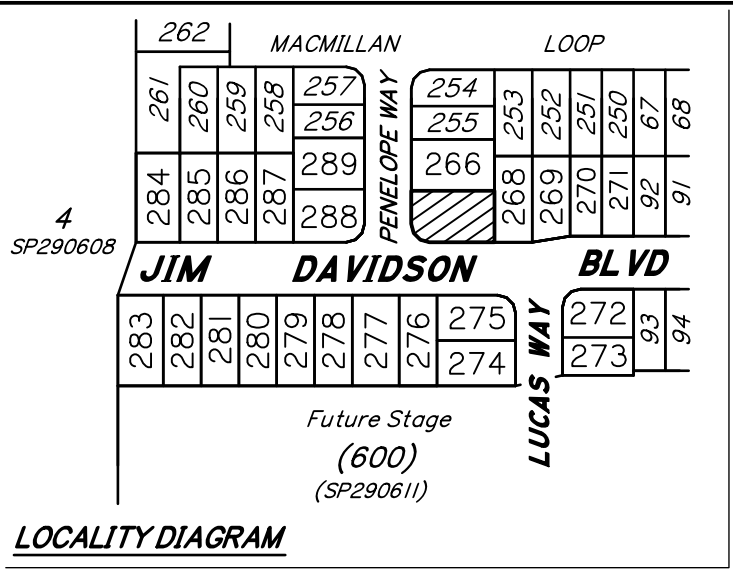 262
MACMILLAN LOOP
261 260 259 258 257 254 253 252 251 250 67 68
256 255
289 266
284 285 286 287 288 PENELOPE WAY 268 269 270 271 92 91
4
SP290608
JIM DAVIDSON BLVD
283 282 281 280 279 278 277 276 275 272 93 94
274 273
LUCAS WAY
Future Stage
(600)
(SP290611)
LOCALITY DIAGRAM